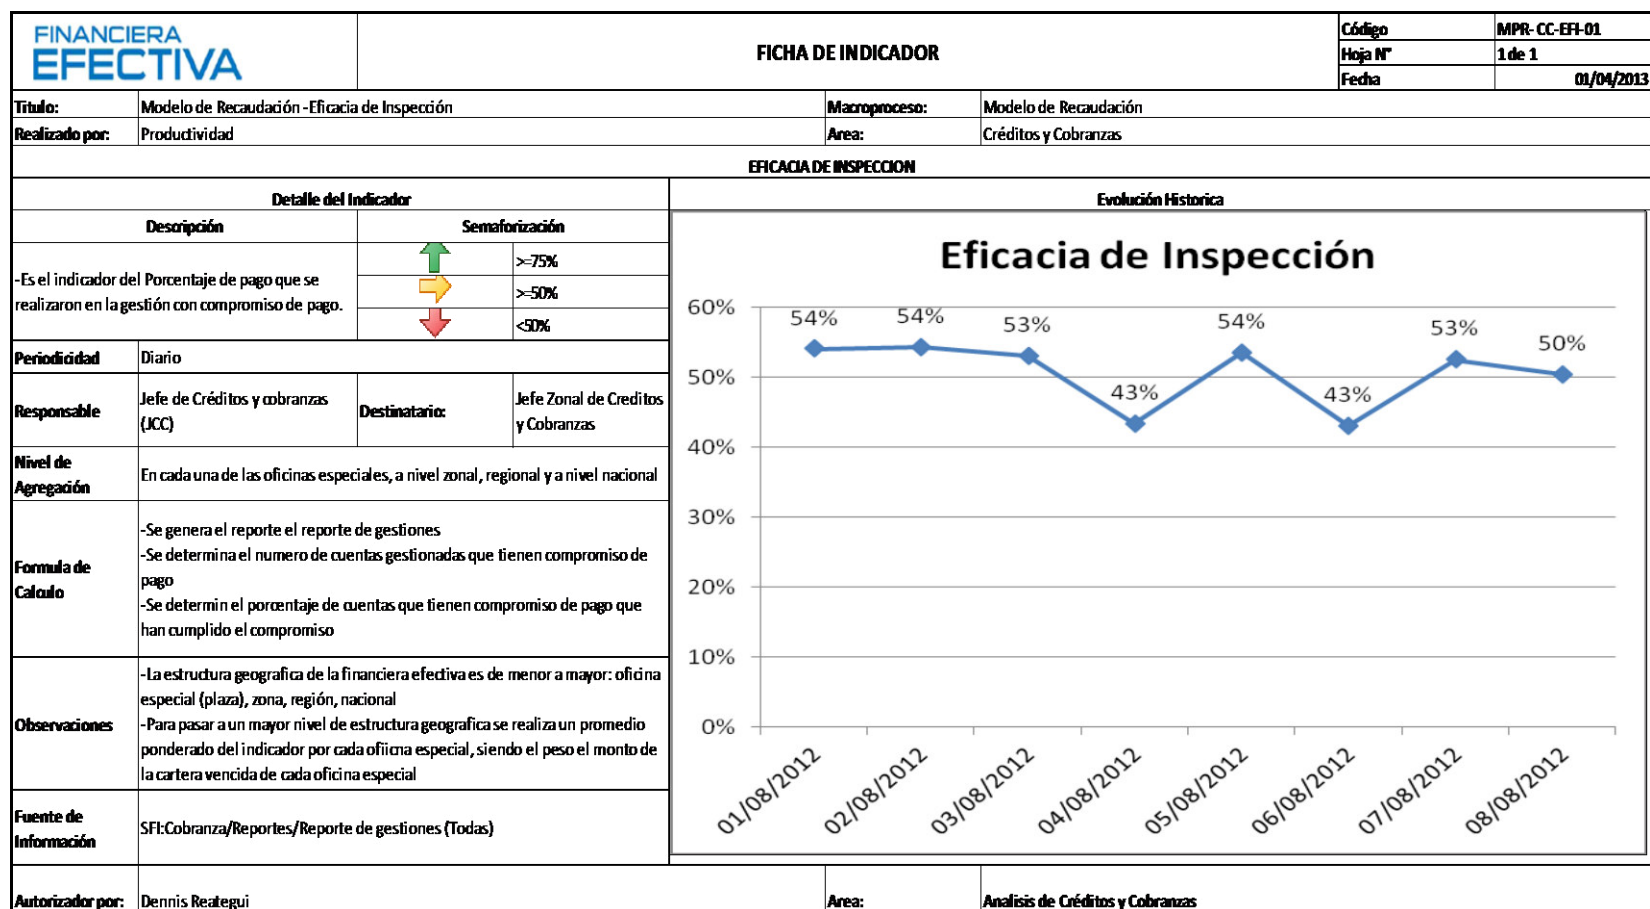 FINANCIERA
EFECTIVA
FICHA DE INDICADOR
Código MPR- CC-EFI-01
Hoja N° 1 de 1
Fecha 01/04/2013
Titulo: Modelo de Recaudación -Eficacia de Inspección Macroproceso: Modelo de Recaudación
Realizado por: Productividad Area: Créditos y Cobranzas
EFICACIA DE INSPECCION
Detalle del Indicador Evolución Historica
Descripción Semaforización
-Es el indicador del Porcentaje de pago que se
realizaron en la gestión con compromiso de pago.
>=75%
>=50%
<50%
Periodicidad Diario
Responsable
Jefe de Créditos y cobranzas
(JCC)
Destinatario:
Jefe Zonal de Creditos
y Cobranzas
Nivel de
Agregación
En cada una de las oficinas especiales, a nivel zonal, regional y a nivel nacional
Formula de
Calculo
-Se genera el reporte el reporte de gestiones
-Se determina el numero de cuentas gestionadas que tienen compromiso de
pago
-Se determin el porcentaje de cuentas que tienen compromiso de pago que
han cumplido el compromiso
Observaciones
-La estructura geografica de la financiera efectiva es de menor a mayor: oficina
especial (plaza), zona, región, nacional
-Para pasar a un mayor nivel de estructura geografica se realiza un promedio
ponderado del indicador por cada ofiicna especial, siendo el peso el monto de
la cartera vencida de cada oficina especial
Fuente de
Información
SFI:Cobranza/Reportes/Reporte de gestiones (Todas)
Eficacia de Inspección
60%
50%
40%
30%
20%
10%
0%
54% 54% 53% 43% 54% 43% 53% 50%
01/08/2012 02/08/2012 03/08/2012 04/08/2012 05/08/2012 06/08/2012 07/08/2012 08/08/2012
Autorizador por: Dennis Reategui Area: Analisis de Créditos y Cobranzas